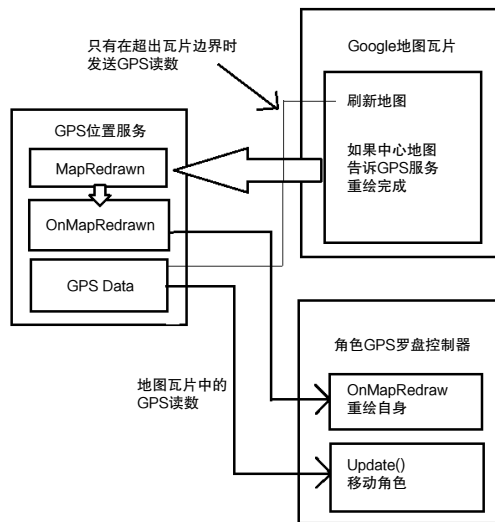 只有在超出瓦片边界时
发送GPS读数
Google地图瓦片
刷新地图
如果中心地图
告诉GPS服务
重绘完成
GPS位置服务
MapRedrawn
OnMapRedrawn
GPS Data
地图瓦片中的
GPS读数
角色GPS罗盘控制器
OnMapRedraw
重绘自身
Update()
移动角色